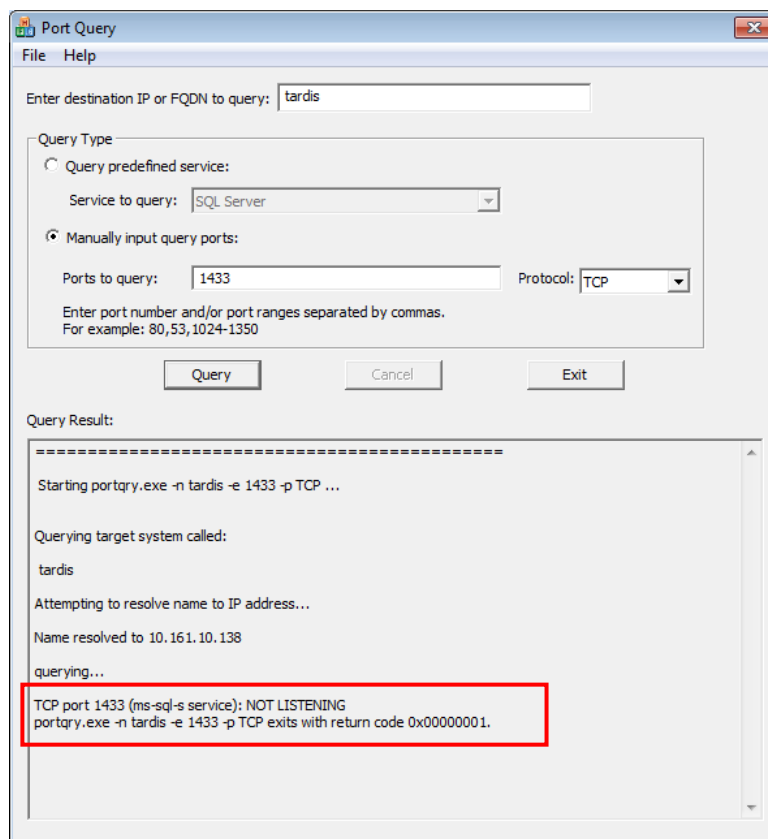 Port Query
File Help
Enter destination IP or FQDN to query: tardis
Query Type
Query predefined service:
Service to query: SQL Server
Manually input query ports:
Ports to query: 1433 Protocol: TCP
Enter port number and/or port ranges separated by commas.
For example: 80,53,1024-1350
Query Cancel Exit
Query Result:
=============================================
Starting portqry.exe -n tardis -e 1433 -p TCP ...
Querying target system called:
tardis
Attempting to resolve name to IP address...
Name resolved to 10.161.10.138
querying...
TCP port 1433 (ms-sql-s service): NOT LISTENING
portqry.exe -n tardis -e 1433 -p TCP exits with return code 0x00000001.